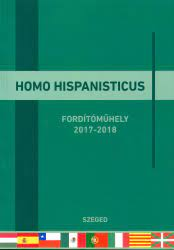 HOMO HISPANISTICUS
FORDÍTÓMŰHELY
2017-2018
SZEGED